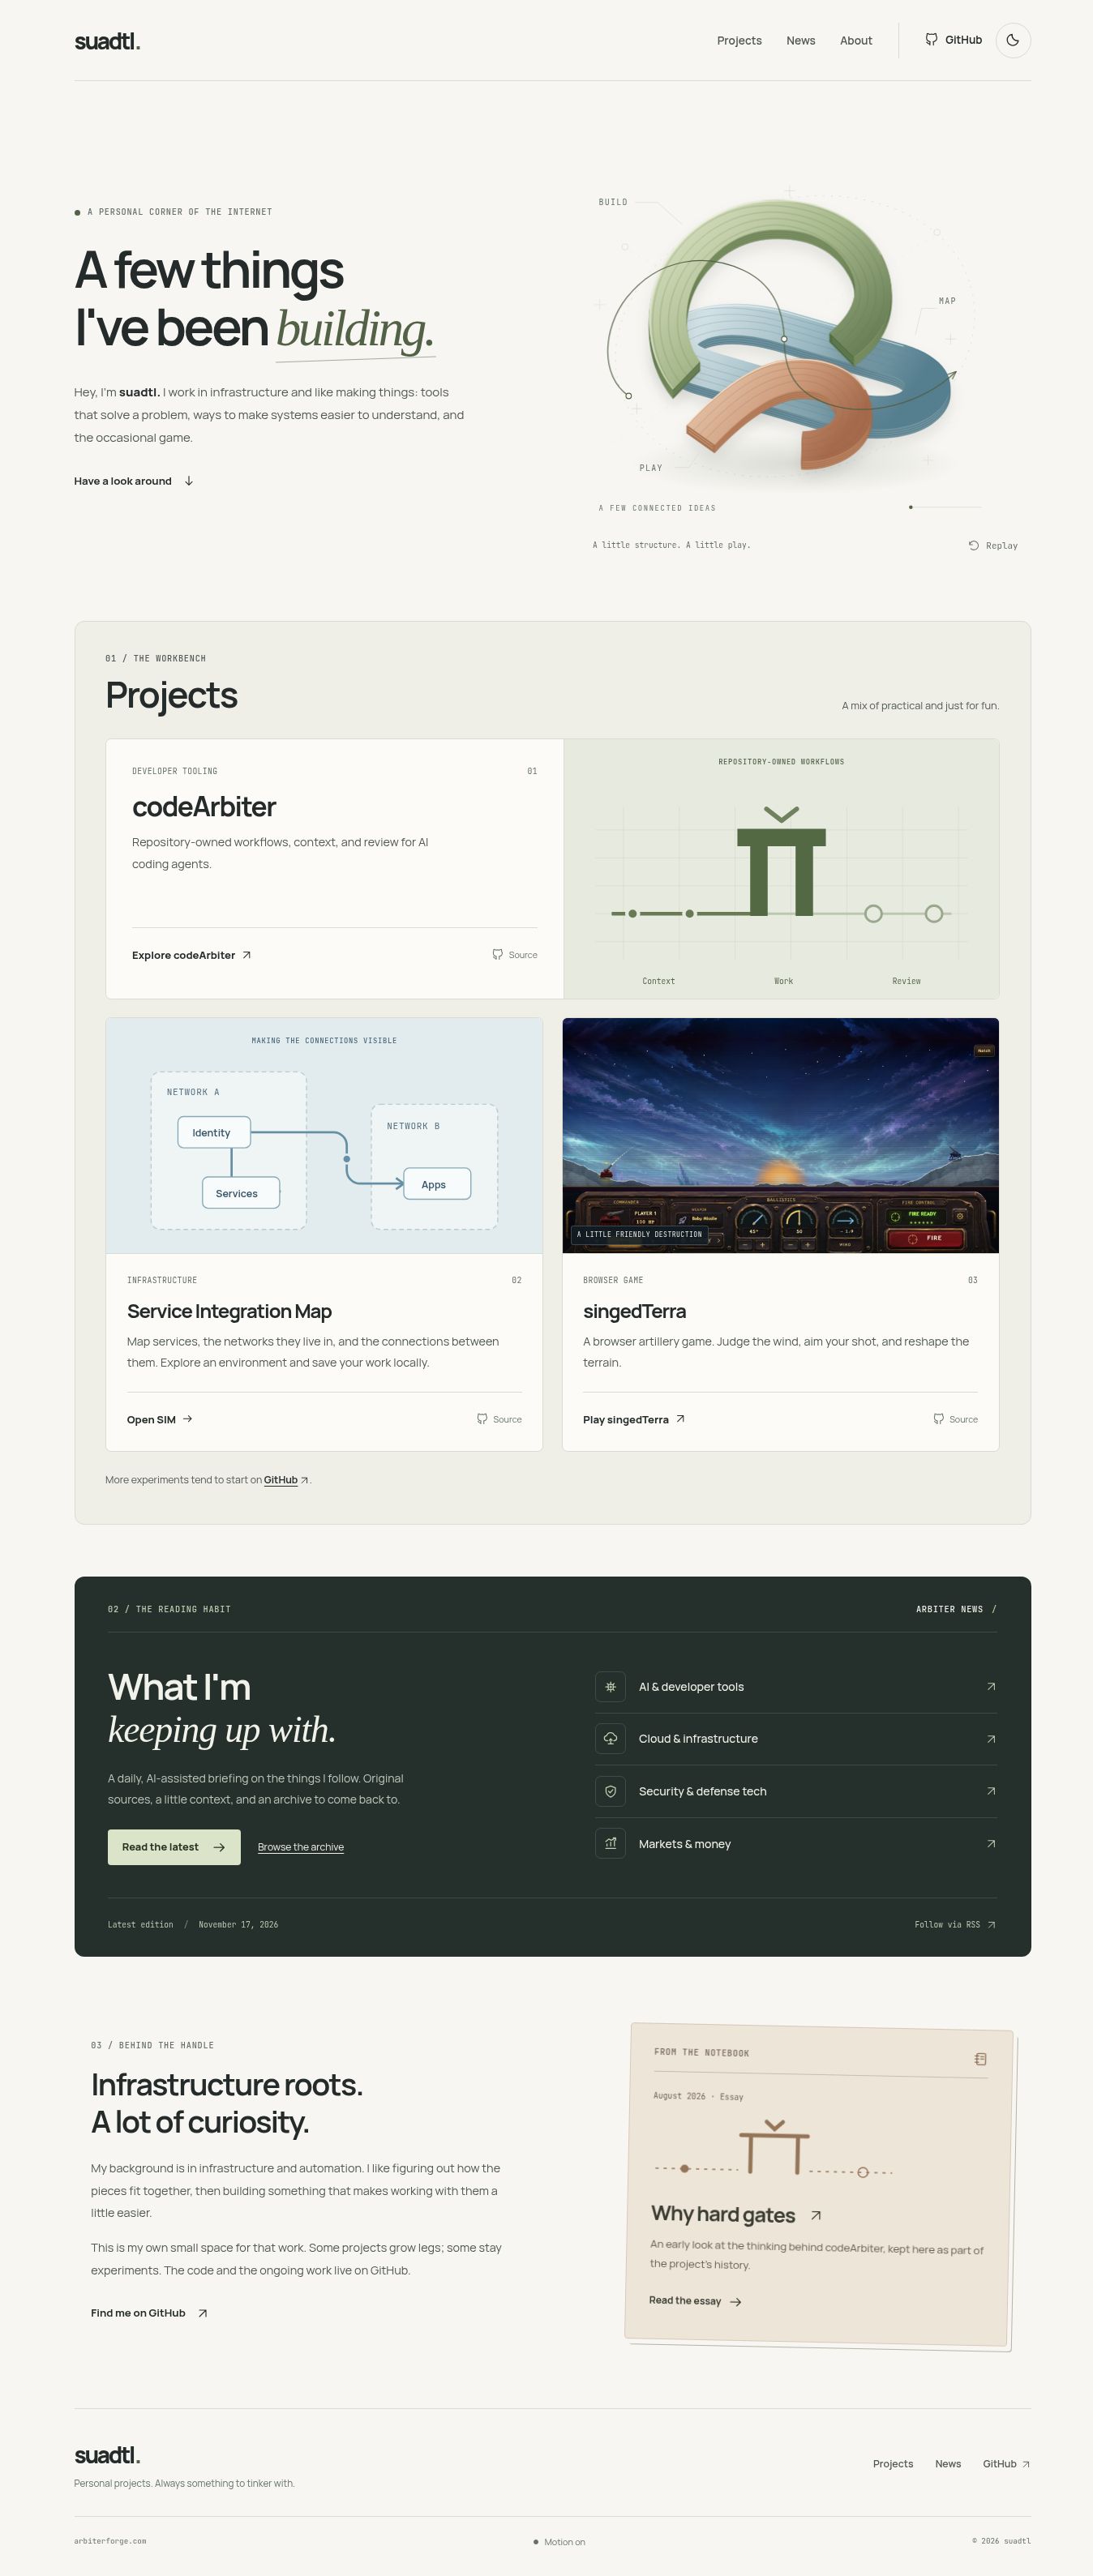 suadtl.
Projects
News
About
GitHub
A PERSONAL CORNER OF THE INTERNET
A few things
I've been building.
Hey, I'm suadtl. I work in infrastructure and like making things: tools
that solve a problem, ways to make systems easier to understand, and
the occasional game.
Have a look around
BUILD
MAP
PLAY
A FEW CONNECTED IDEAS
A little structure. A little play.
Replay
01 / THE WORKBENCH
Projects
A mix of practical and just for fun.
DEVELOPER TOOLING
01
codeArbiter
Repository-owned workflows, context, and review for AI
coding agents.
Explore codeArbiter
Source
REPOSITORY-OWNED WORKFLOWS
Context
Work
Review
MAKING THE CONNECTIONS VISIBLE
NETWORK A
Identity
Services
NETWORK B
Apps
INFRASTRUCTURE
02
Service Integration Map
Map services, the networks they live in, and the connections between
them. Explore an environment and save your work locally.
Open SIM
Source
COMMANDER
BALLISTICS
FIRE CONTROL
PLAYER 1
Baby Missile
FIRE READY
45°
50
WIND
FIRE
A LITTLE FRIENDLY DESTRUCTION
BROWSER GAME
03
singedTerra
A browser artillery game. Judge the wind, aim your shot, and reshape the
terrain.
Play singedTerra
Source
More experiments tend to start on GitHub.
02 / THE READING HABIT
ARBITER NEWS /
What I'm
keeping up with.
A daily, AI-assisted briefing on the things I follow. Original
sources, a little context, and an archive to come back to.
Read the latest
Browse the archive
AI & developer tools
Cloud & infrastructure
Security & defense tech
Markets & money
Latest edition / November 17, 2026
Follow via RSS
03 / BEHIND THE HANDLE
Infrastructure roots.
A lot of curiosity.
My background is in infrastructure and automation. I like figuring out how the
pieces fit together, then building something that makes working with them a
little easier.
This is my own small space for that work. Some projects grow legs; some stay
experiments. The code and the ongoing work live on GitHub.
Find me on GitHub
FROM THE NOTEBOOK
August 2026 · Essay
Why hard gates
An early look at the thinking behind codeArbiter, kept here as part of
the project's history.
Read the essay
suadtl.
Personal projects. Always something to tinker with.
Projects
News
GitHub
arbiterforge.com
Motion on
© 2026 suadtl